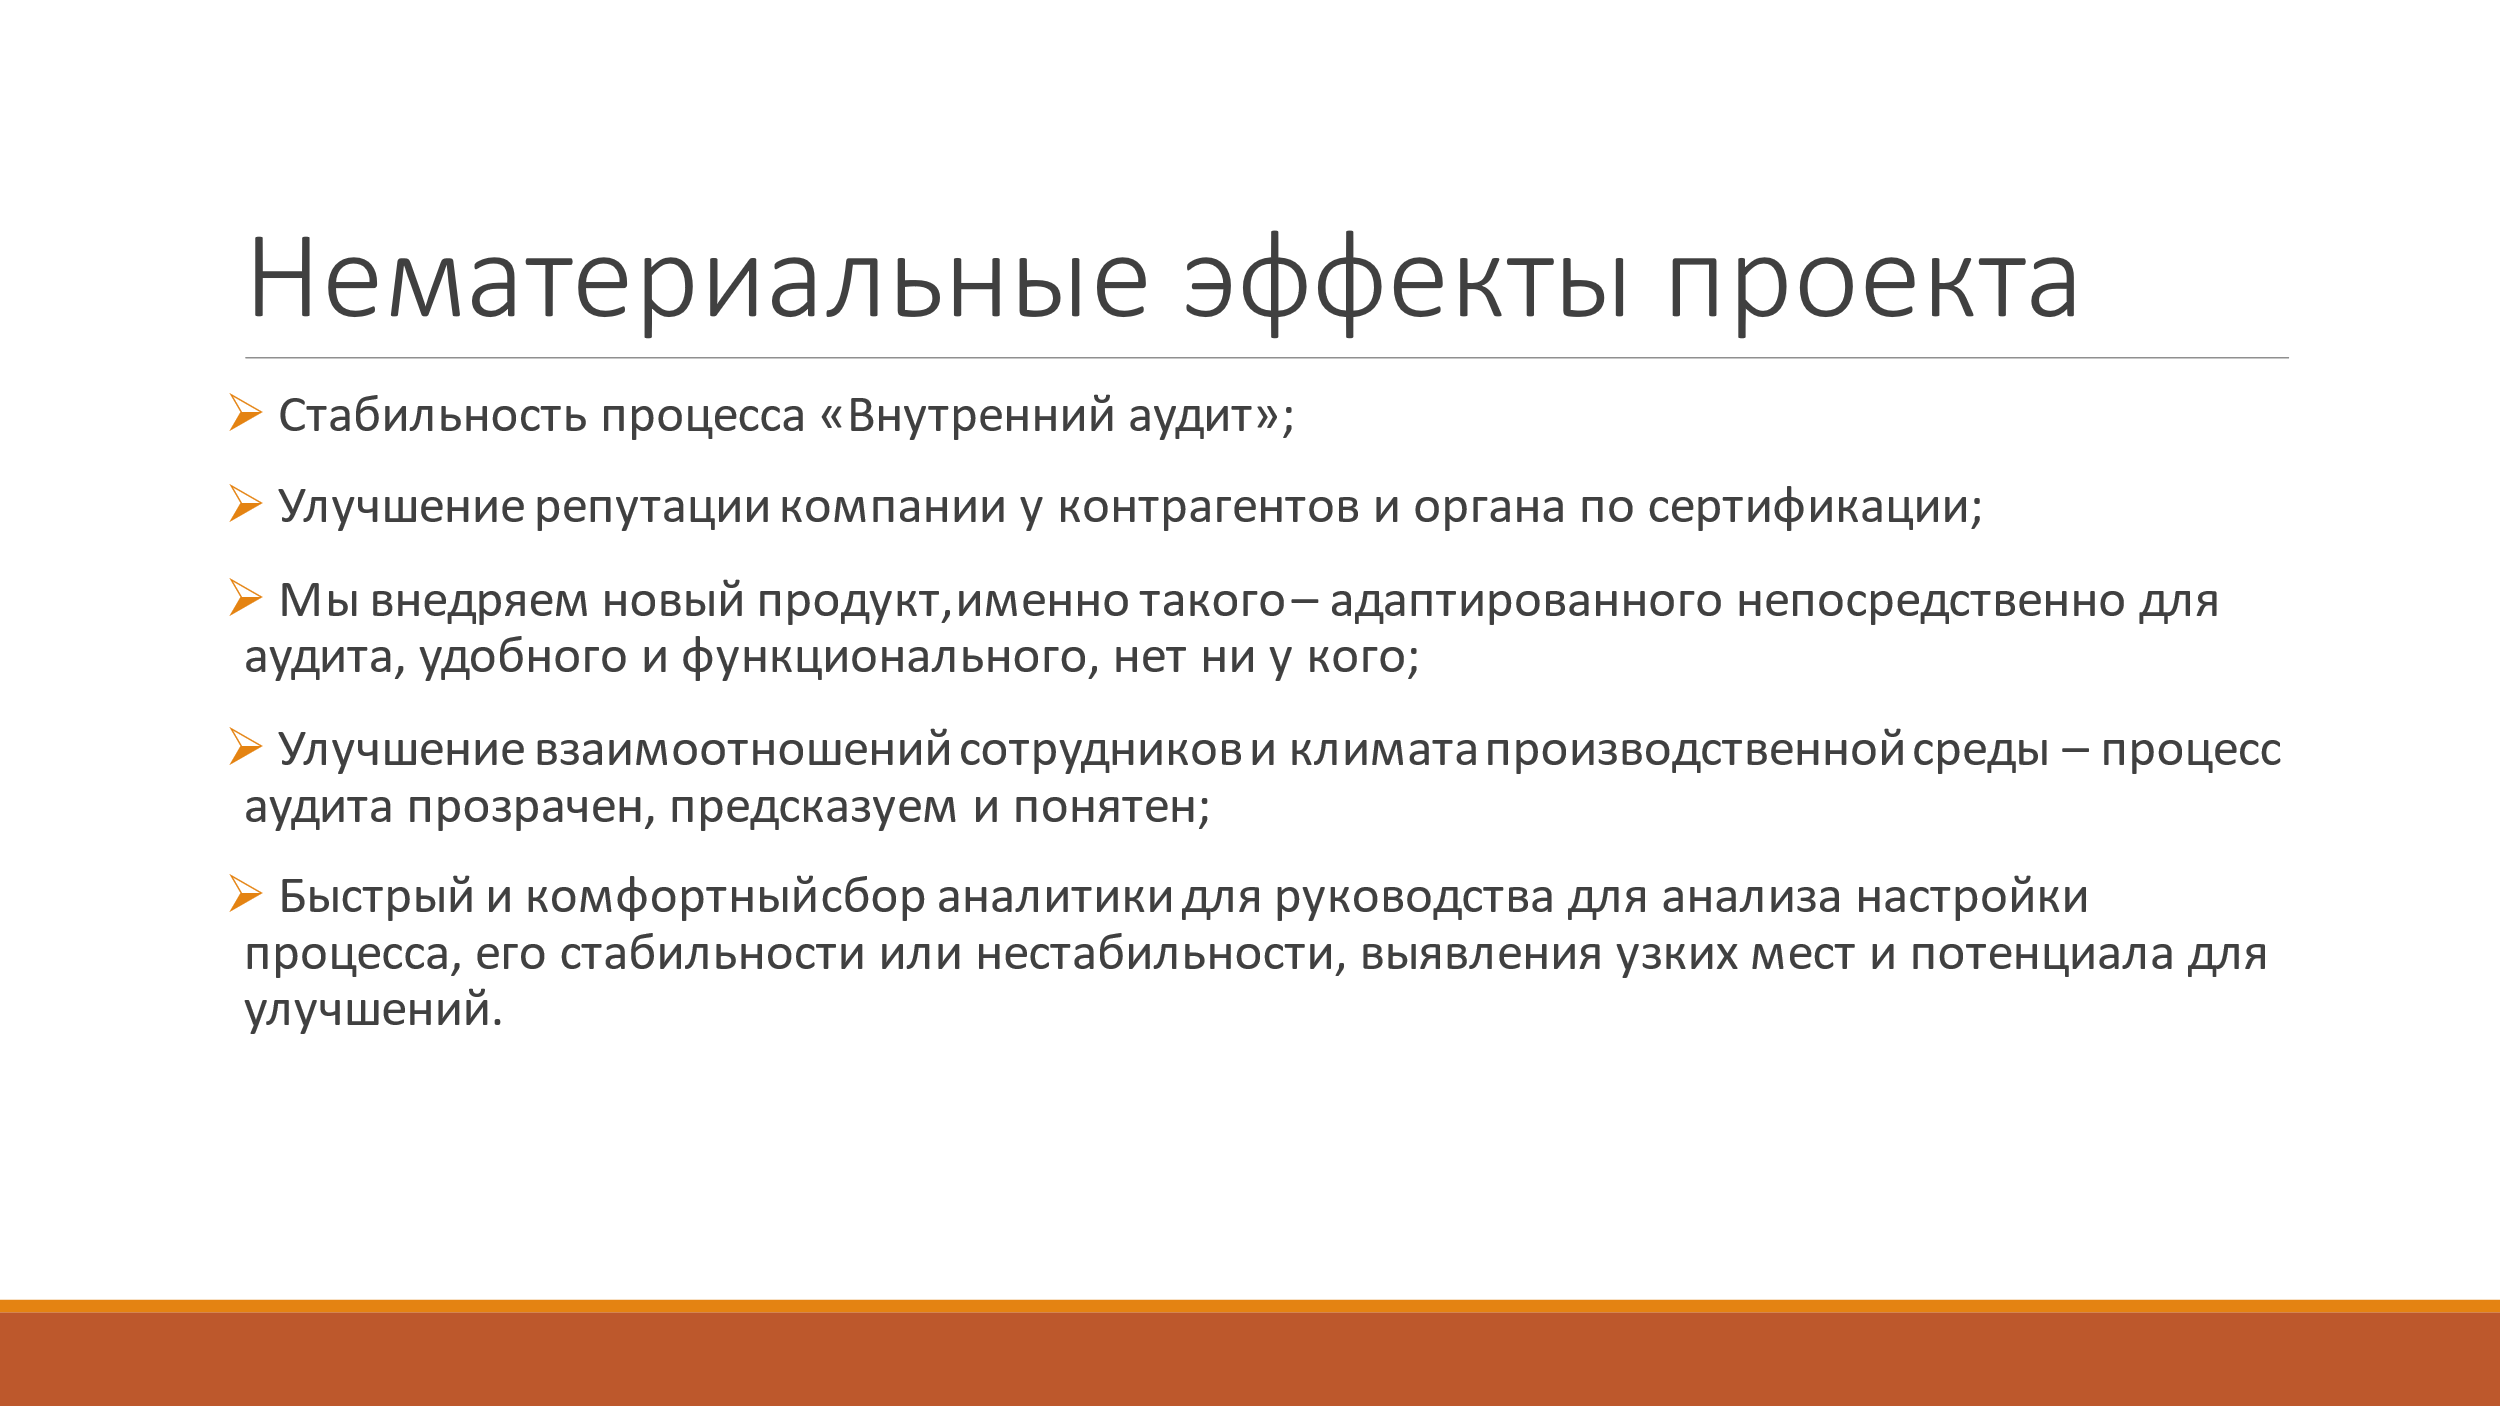 Нематериальные эффекты проекта
Стабильность процесса «Внутренний аудит»;
Улучшение репутации компании у контрагентов и органа по сертификации;
Мы внедряем новый продукт, именно такого – адаптированного непосредственно для
аудита, удобного и функционального, нет ни у кого;
Улучшение взаимоотношений сотрудников и климата производственной среды – процесс
аудита прозрачен, предсказуем и понятен;
Быстрый и комфортный сбор аналитики для руководства для анализа настройки
процесса, его стабильности или нестабильности, выявления узких мест и потенциала для
улучшений.